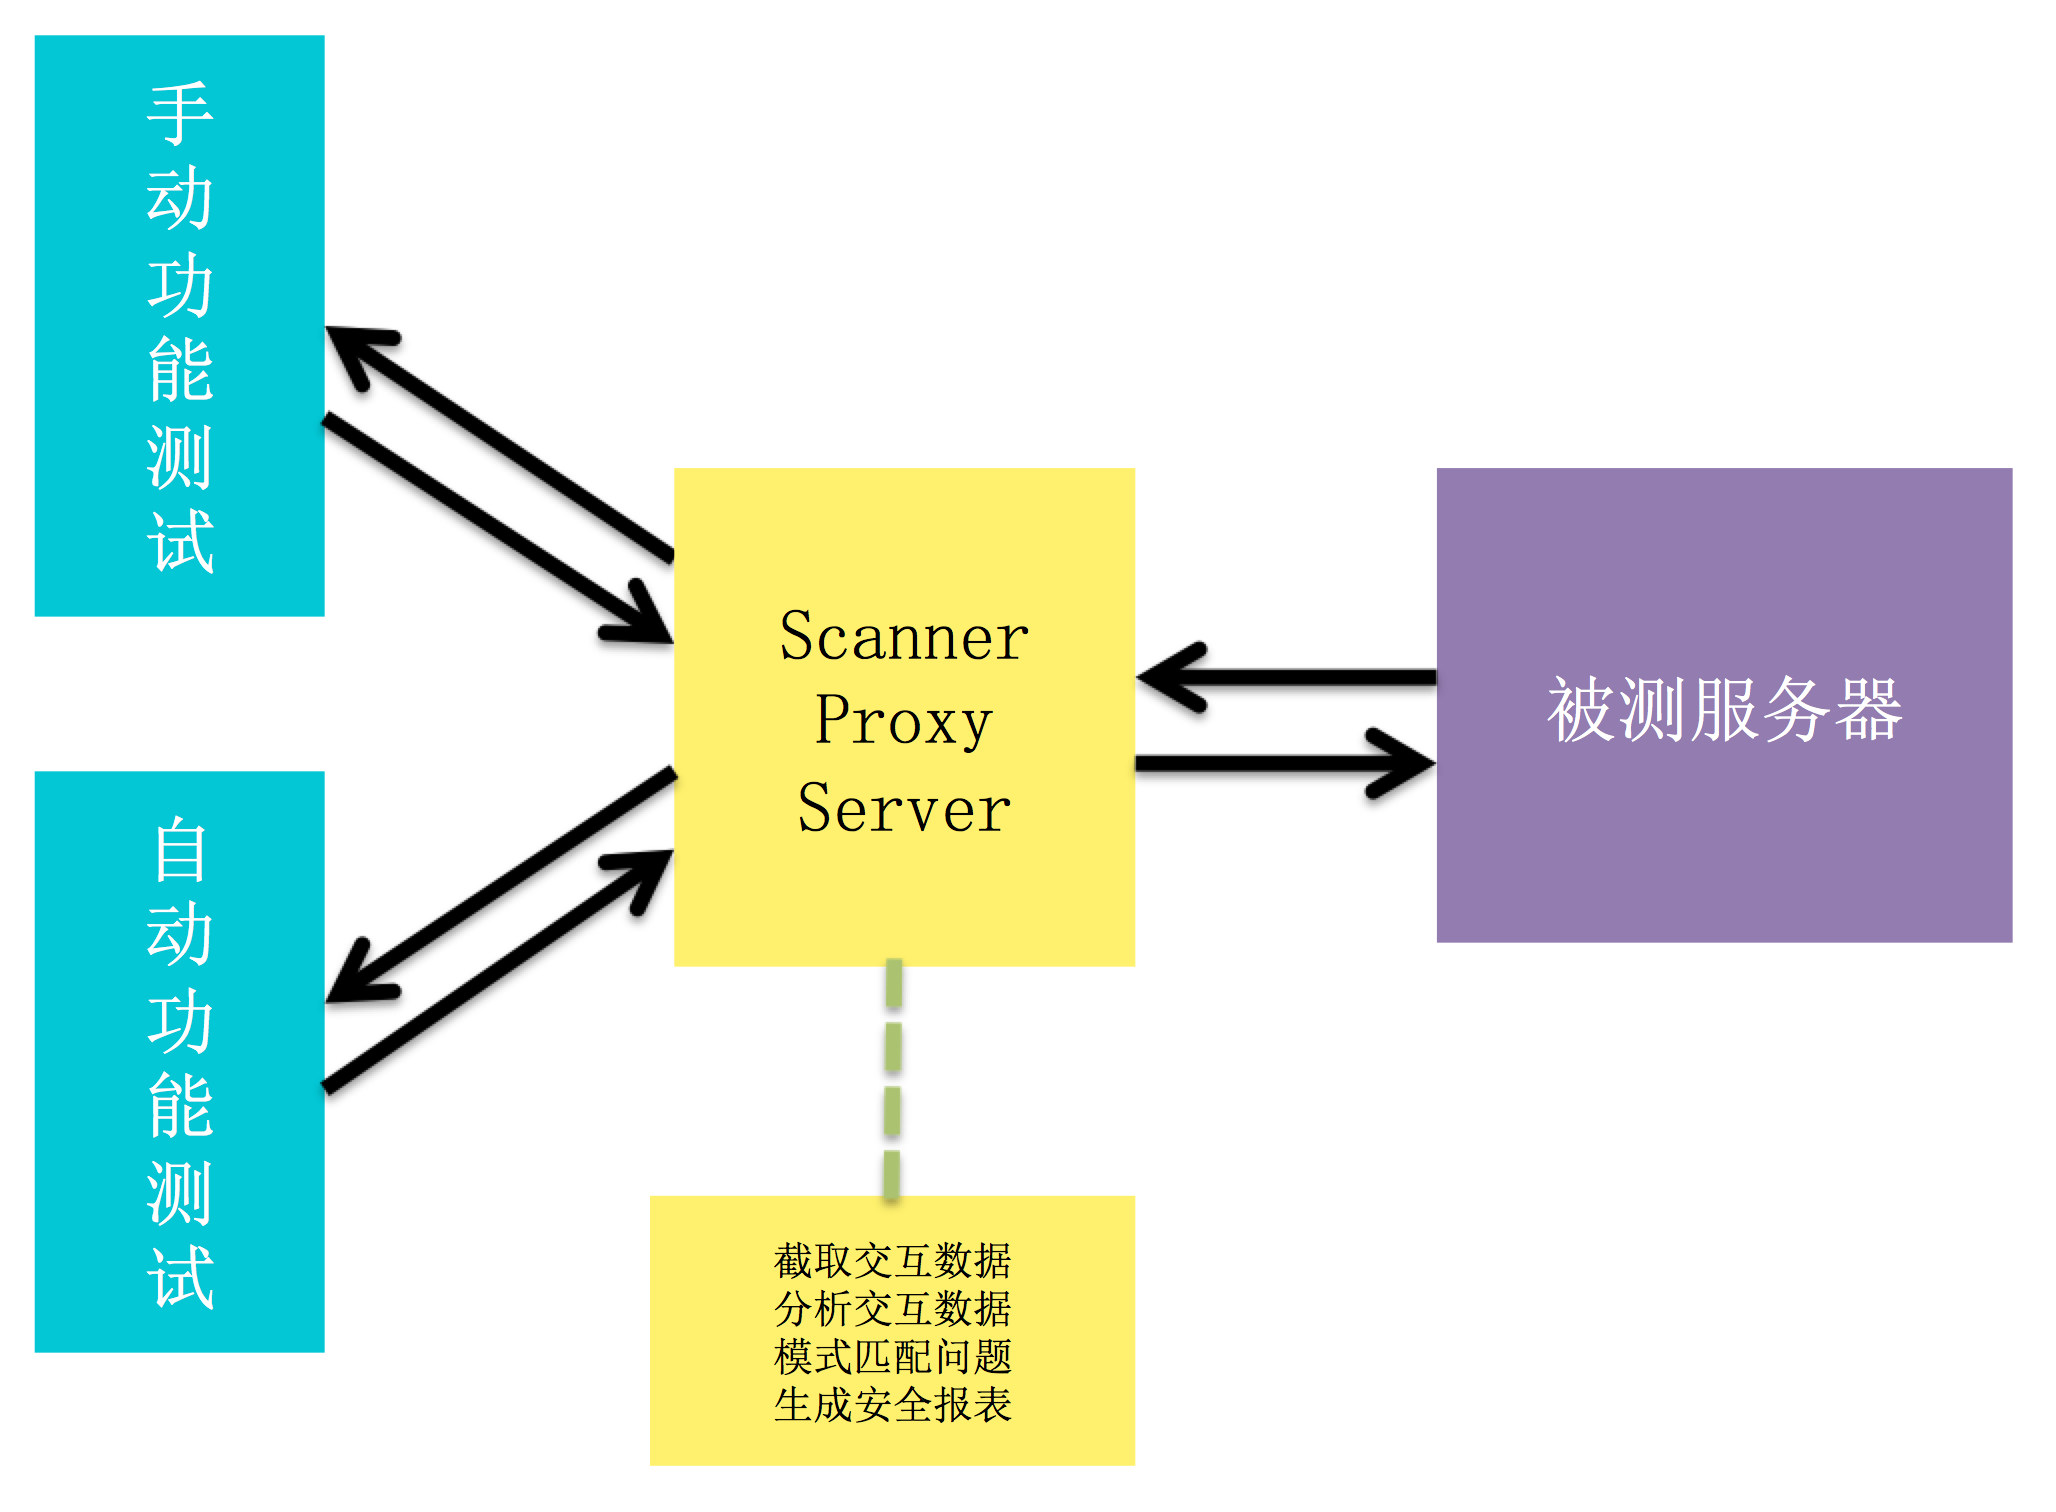 手动功能测试
自动功能测试
Scanner
Proxy
Server
被测服务器
截取交互数据
分析交互数据
模式匹配问题
生成安全报表